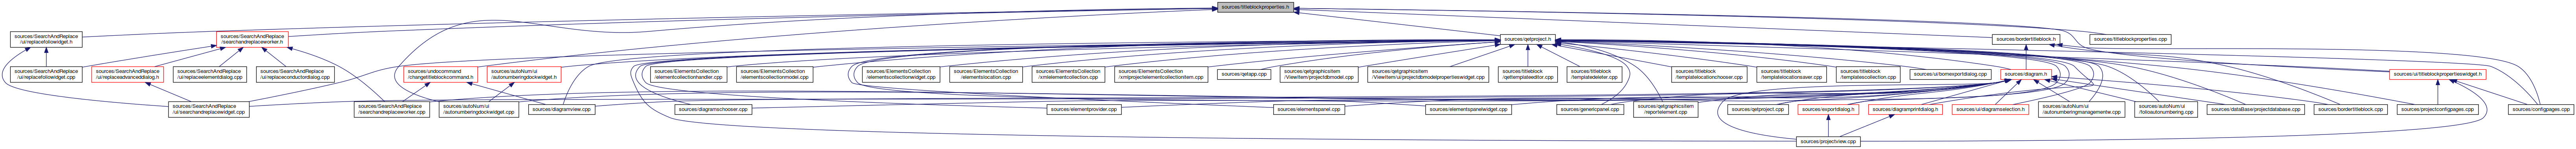 sources/titleblockproperties.h
sources/SearchAndReplace
/ui/replacefoliowidget.h
sources/SearchAndReplace
/searchandreplaceworker.h
sources/qetproject.h
sources/bordertitleblock.h
sources/titleblockproperties.cpp
sources/SearchAndReplace
/ui/replacefoliowidget.cpp
sources/SearchAndReplace
/ui/replaceadvanceddialog.h
sources/SearchAndReplace
/ui/replaceelementdialog.cpp
sources/SearchAndReplace
/ui/replaceconductordialog.cpp
sources/undocommand
/changetitleblockcommand.h
sources/autoNum/ui
/autonumberingdockwidget.h
sources/ElementsCollection
/elementcollectionhandler.cpp
sources/ElementsCollection
/elementscollectionmodel.cpp
sources/ElementsCollection
/elementscollectionwidget.cpp
sources/ElementsCollection
/elementslocation.cpp
sources/ElementsCollection
/xmlelementcollection.cpp
sources/ElementsCollection
/xmlprojectelementcollectionitem.cpp
sources/qetapp.cpp
sources/qetgraphicsitem
/ViewItem/projectdbmodel.cpp
sources/qetgraphicsitem
/ViewItem/ui/projectdbmodelpropertieswidget.cpp
sources/titleblock
/qettemplateeditor.cpp
sources/titleblock
/templatedeleter.cpp
sources/titleblock
/templatelocationchooser.cpp
sources/titleblock
/templatelocationsaver.cpp
sources/titleblock
/templatescollection.cpp
sources/ui/bomexportdialog.cpp
sources/diagram.h
sources/ui/titleblockpropertieswidget.h
sources/SearchAndReplace
/ui/searchandreplacewidget.cpp
sources/SearchAndReplace
/searchandreplaceworker.cpp
sources/autoNum/ui
/autonumberingdockwidget.cpp
sources/diagramview.cpp
sources/diagramschooser.cpp
sources/elementprovider.cpp
sources/elementspanel.cpp
sources/elementspanelwidget.cpp
sources/genericpanel.cpp
sources/qetgraphicsitem
/reportelement.cpp
sources/qetproject.cpp
sources/exportdialog.h
sources/diagramprintdialog.h
sources/ui/diagramselection.h
sources/autoNum/ui
/autonumberingmanagementw.cpp
sources/autoNum/ui
/folioautonumbering.cpp
sources/dataBase/projectdatabase.cpp
sources/bordertitleblock.cpp
sources/projectconfigpages.cpp
sources/configpages.cpp
sources/projectview.cpp